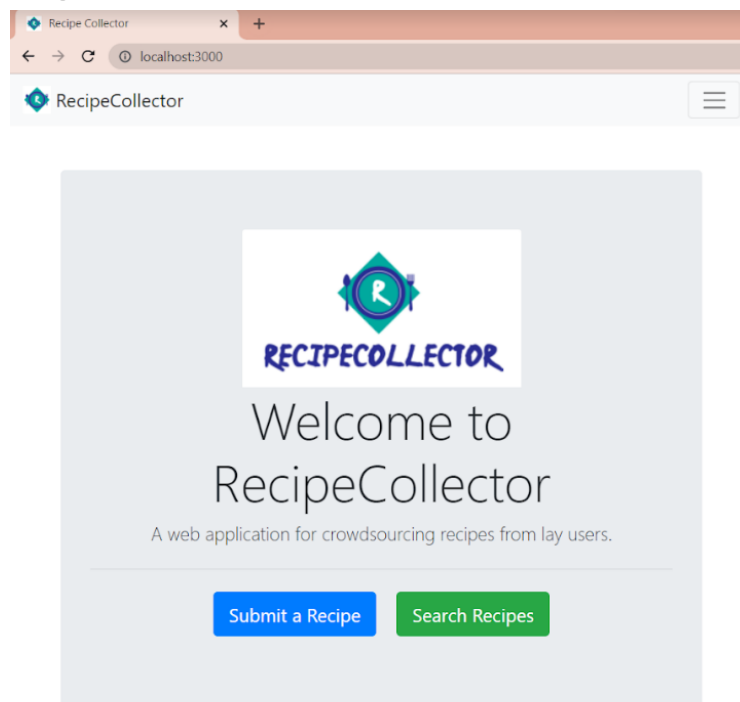 Recipe Collector
localhost:3000
R RecipeCollector
R
RECIPECOLLECTOR
Welcome to
RecipeCollector
A web application for crowdsourcing recipes from lay users.
Submit a Recipe Search Recipes